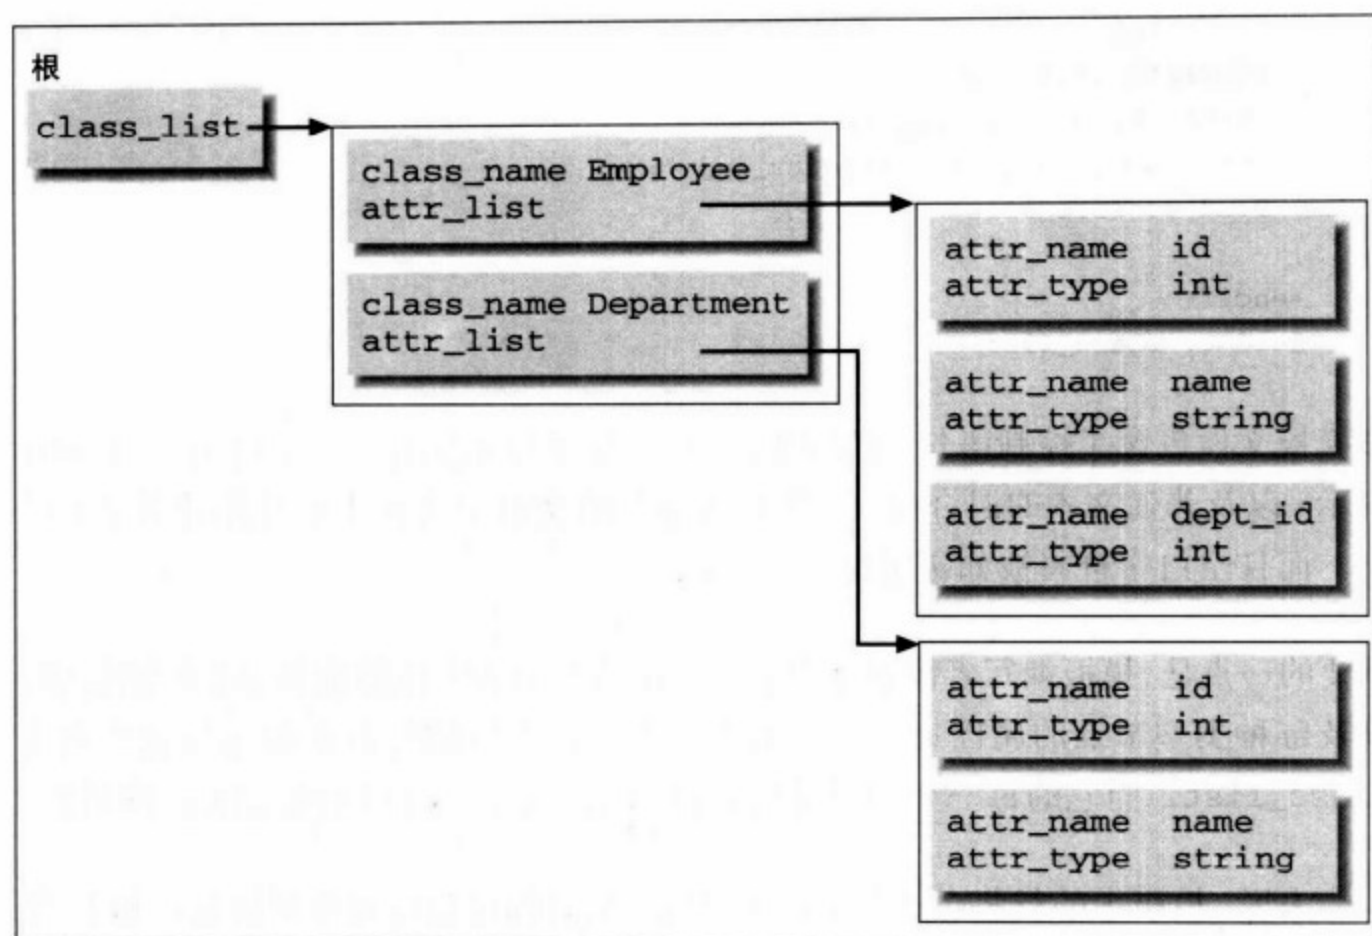 根
class_list
class_name Employee
attr_list
class_name Department
attr_list
attr_name id
attr_type int
attr_name name
attr_type string
attr_name dept_id
attr_type int
attr_name id
attr_type int
attr_name name
attr_type string